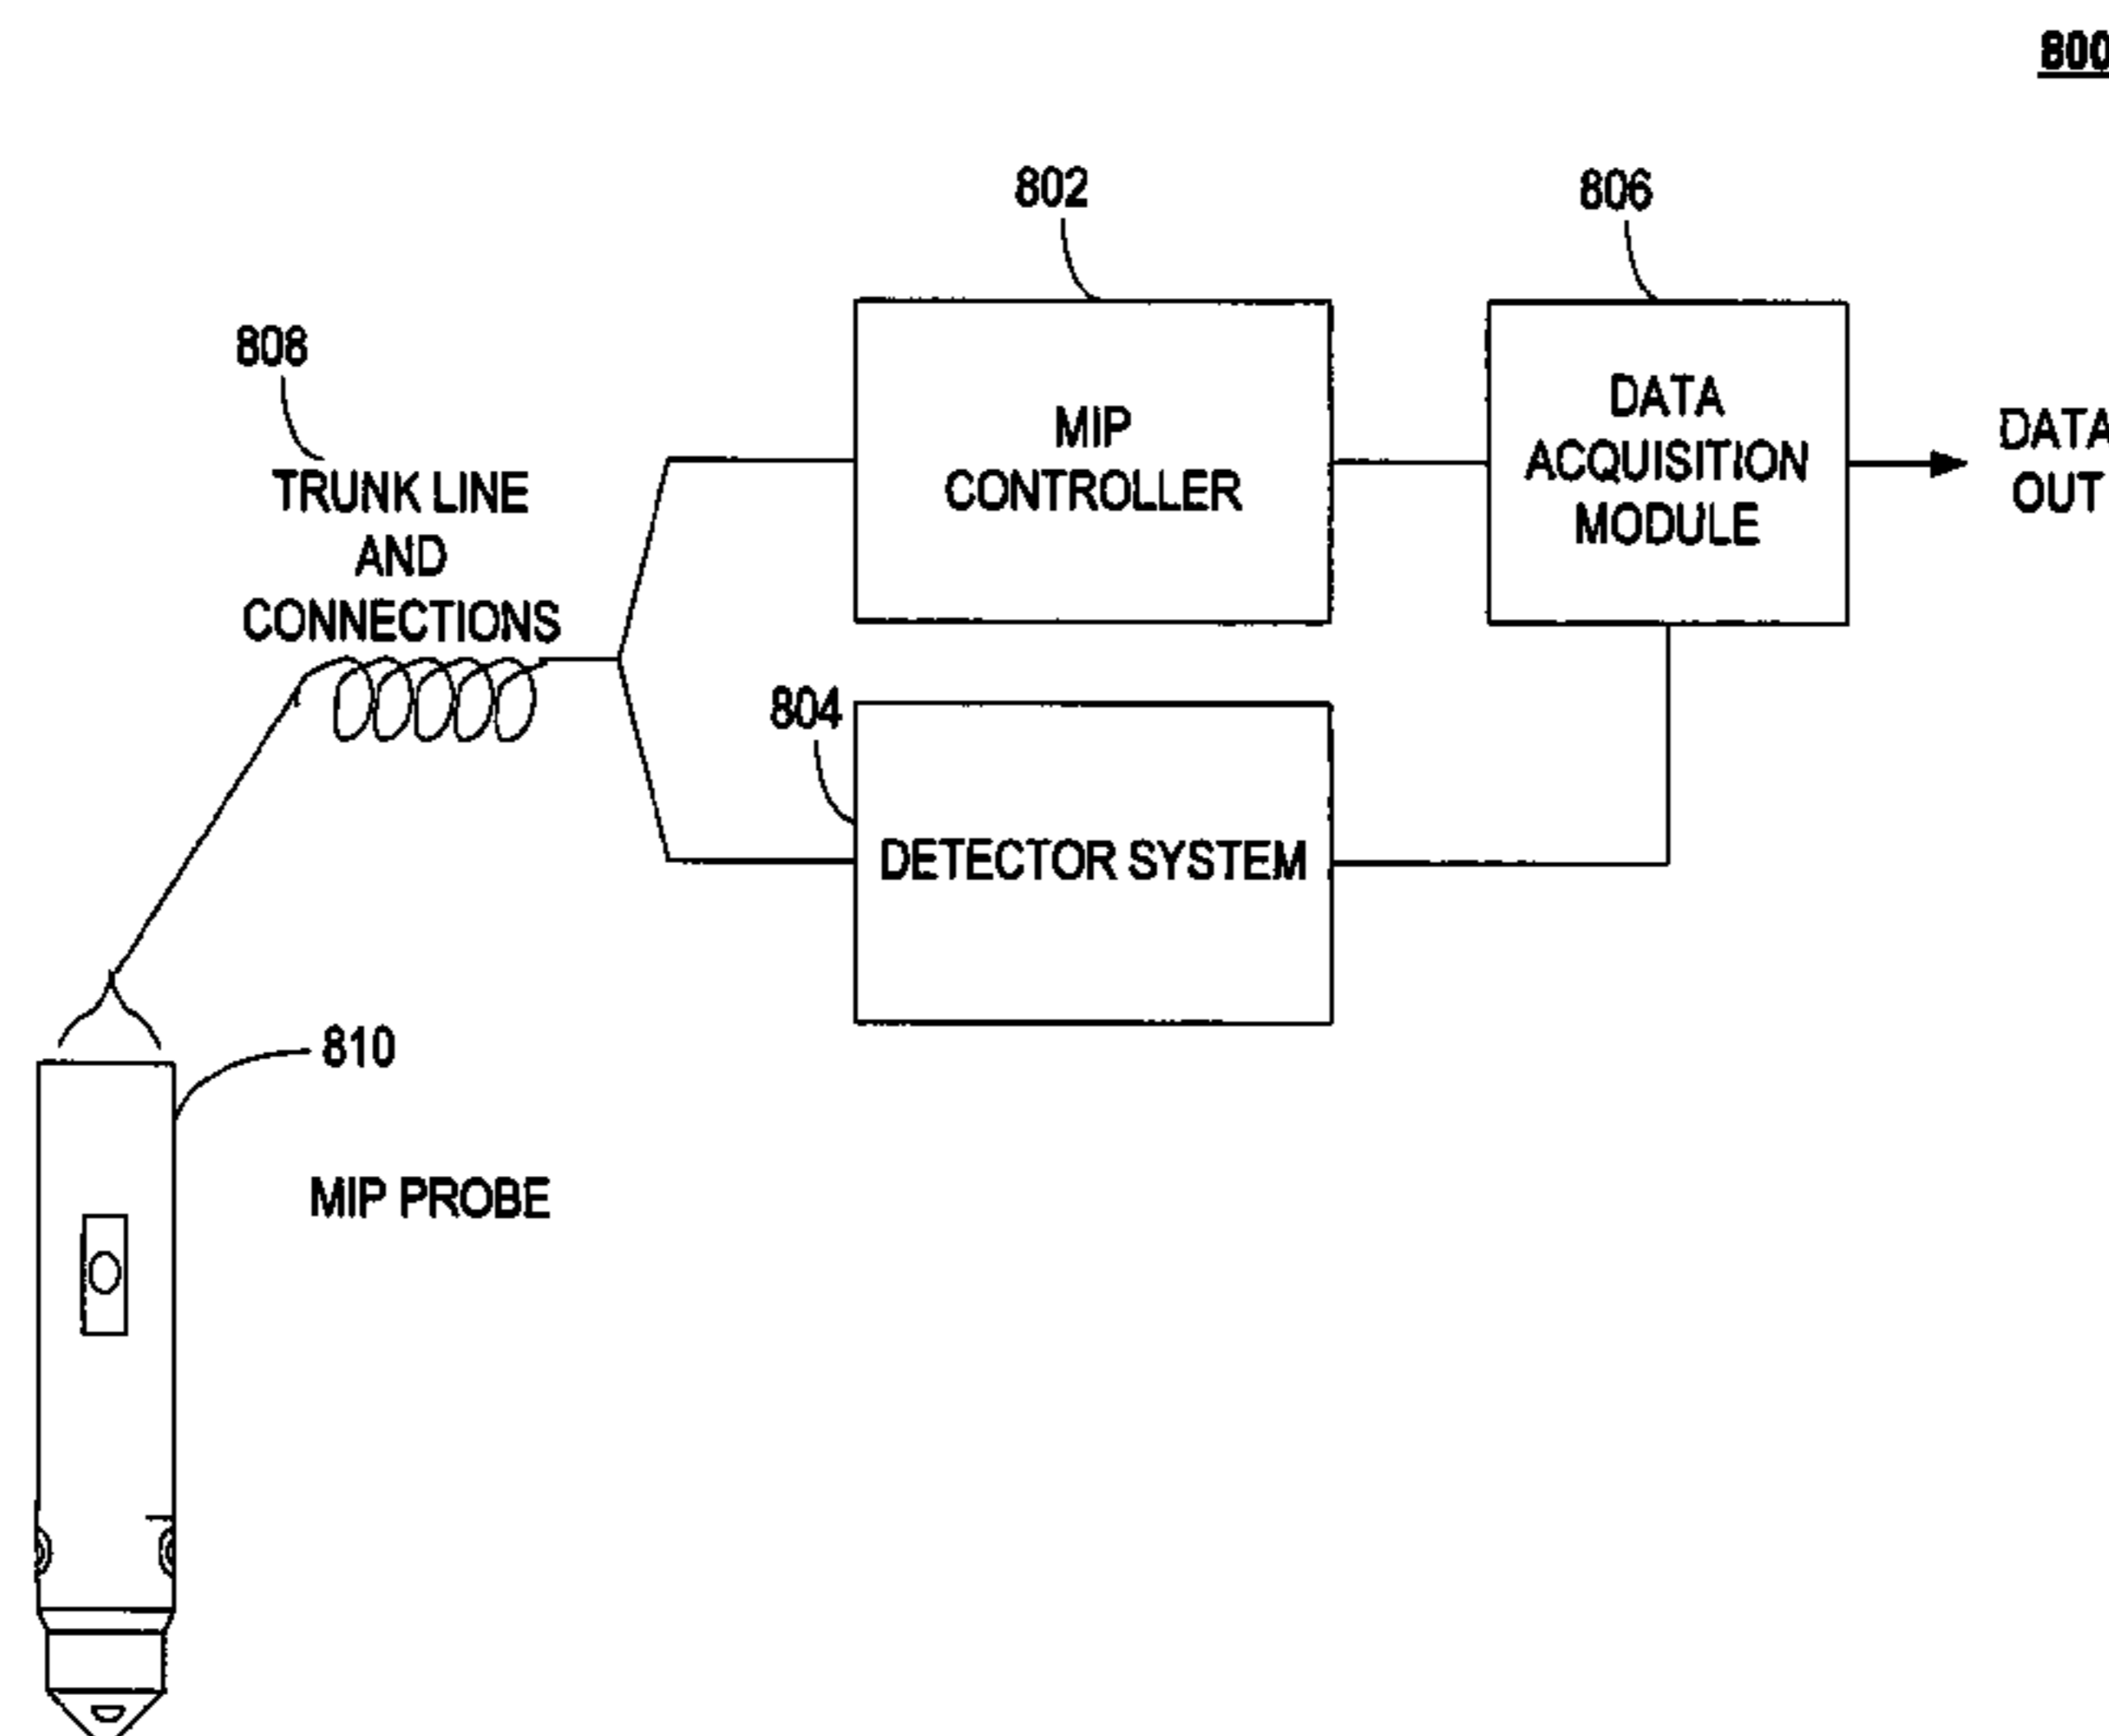 800
802
806
808
TRUNK LINE
AND
CONNECTIONS
MIP
CONTROLLER
DATA
ACQUISITION
MODULE
DATA
OUT
804
DETECTOR SYSTEM
810
MIP PROBE